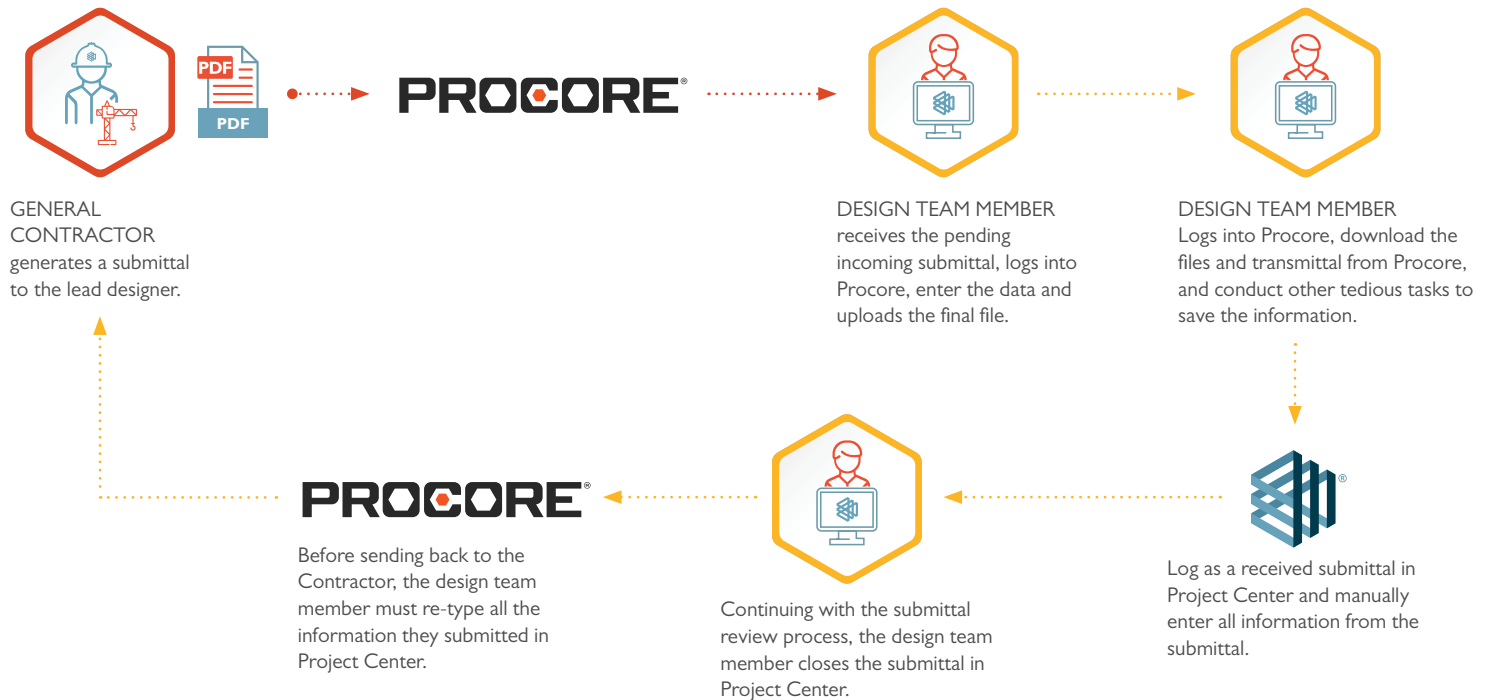 PDF
PDF
PROCORE®
GENERAL
CONTRACTOR
generates a submittal
to the lead designer.
DESIGN TEAM MEMBER
receives the pending
incoming submittal, logs into
Procore, enter the data and
uploads the final file.
DESIGN TEAM MEMBER
Logs into Procore, download the
files and transmittal from Procore,
and conduct other tedious tasks to
save the information.
PROCORE®
Before sending back to the
Contractor, the design team
member must re-type all the
information they submitted in
Project Center.
Continuing with the submittal
review process, the design team
member closes the submittal in
Project Center.
®
Log as a received submittal in
Project Center and manually
enter all information from the
submittal.